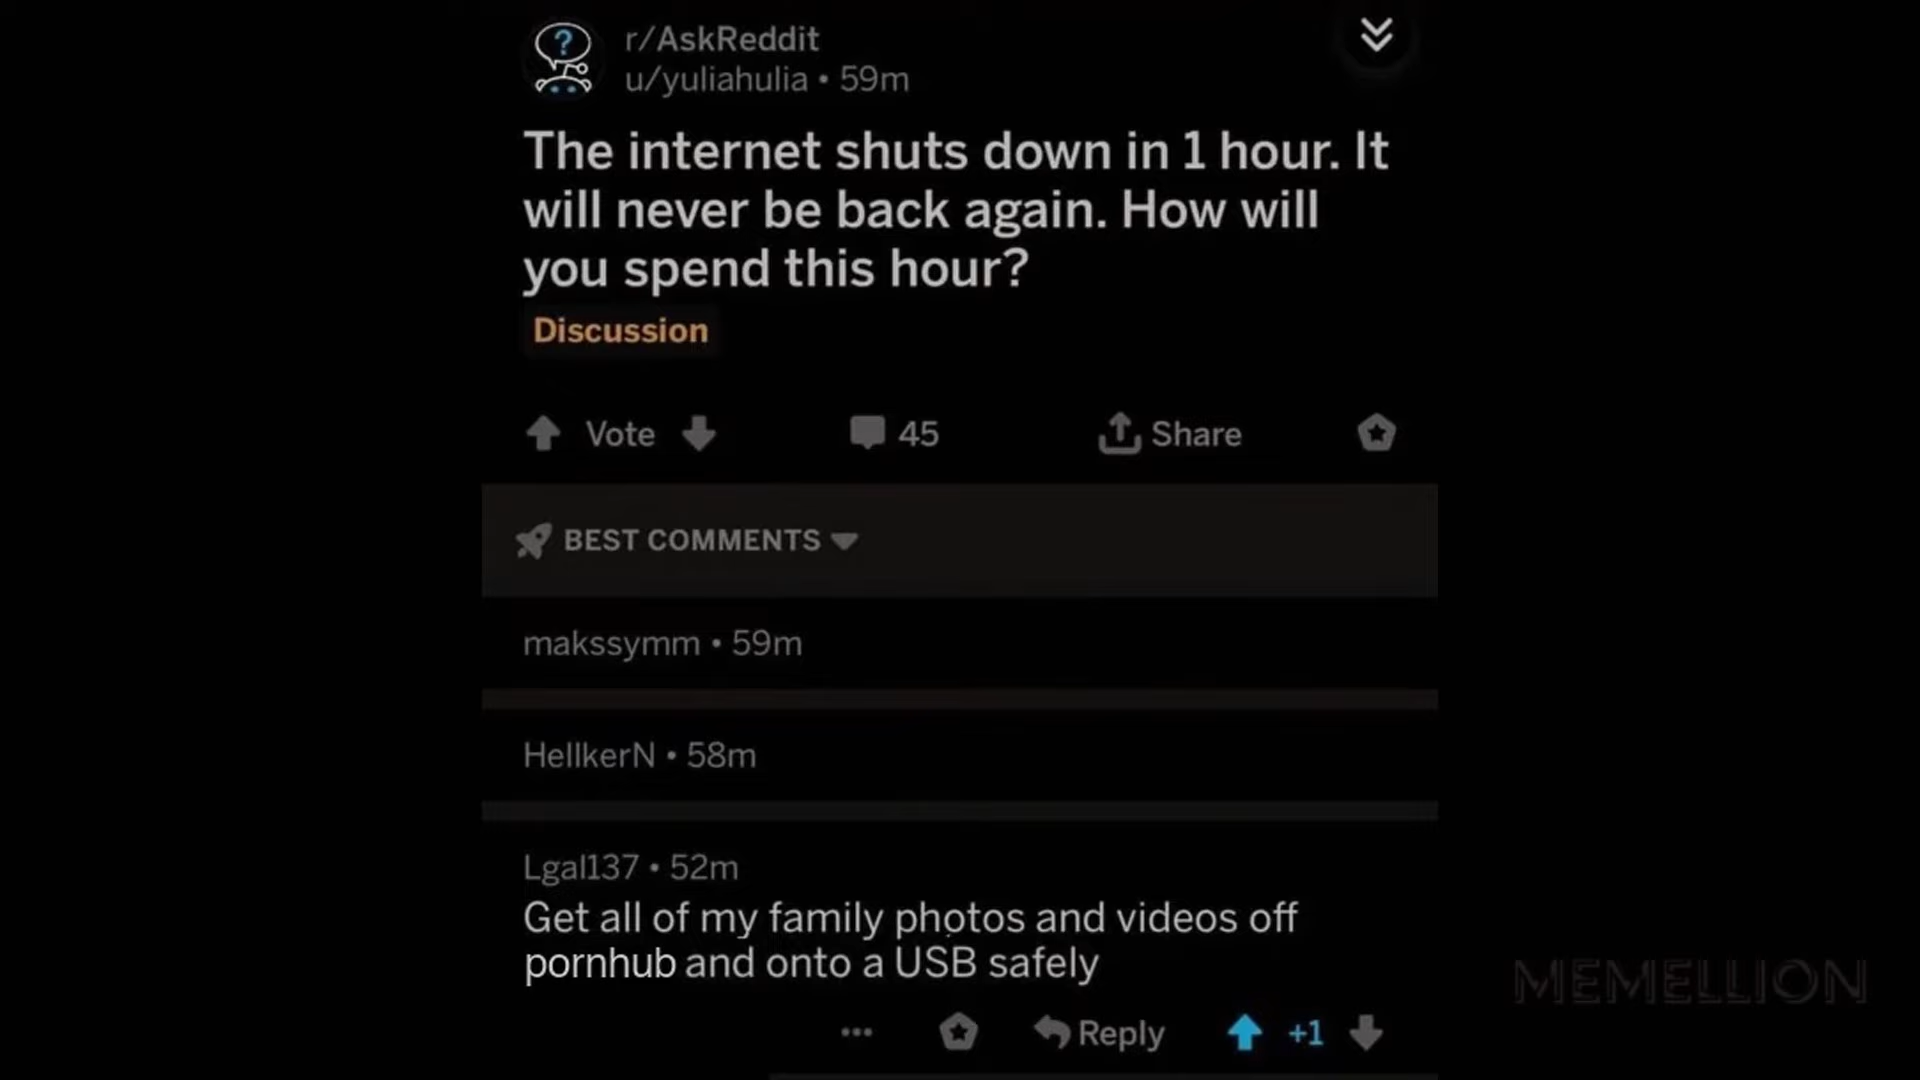 r/AskReddit
u/yuliahulia • 59m
The internet shuts down in 1 hour. It
will never be back again. How will
you spend this hour?
Discussion
Vote
45
Share
BEST COMMENTS
makssymm • 59m
HellkerN • 58m
Lgal137 • 52m
Get all of my family photos and videos off
pornhub and onto a USB safely
MEMELLION
... Reply +1